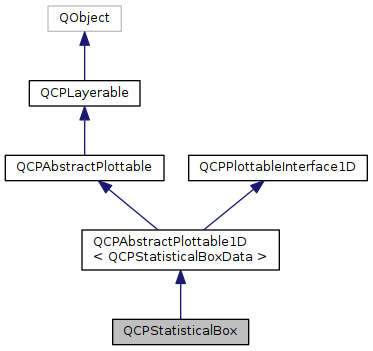 QObject
QCPLayerable
QCPAbstractPlottable
QCPPlottableInterface1D
QCPAbstractPlottable1D
< QCPStatisticalBoxData >
QCPStatisticalBox